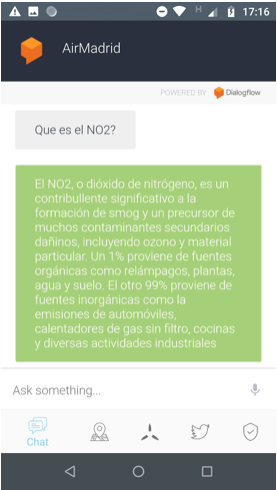 H 17:16
AirMadrid
POWERED BY Dialogflow
Que es el NO2?
El NO2, o dióxido de nitrógeno, es un
contribullente significativo a la
formación de smog y un precursor de
muchos contaminantes secundarios
dañinos, incluyendo ozono y material
particular. Un 1% proviene de fuentes
orgánicas como relámpagos, plantas,
agua y suelo. El otro 99% proviene de
fuentes inorgánicas como la
emisiones de automóviles,
calentadores de gas sin filtro, cocinas
y diversas actividades industriales
Ask something...
Chat